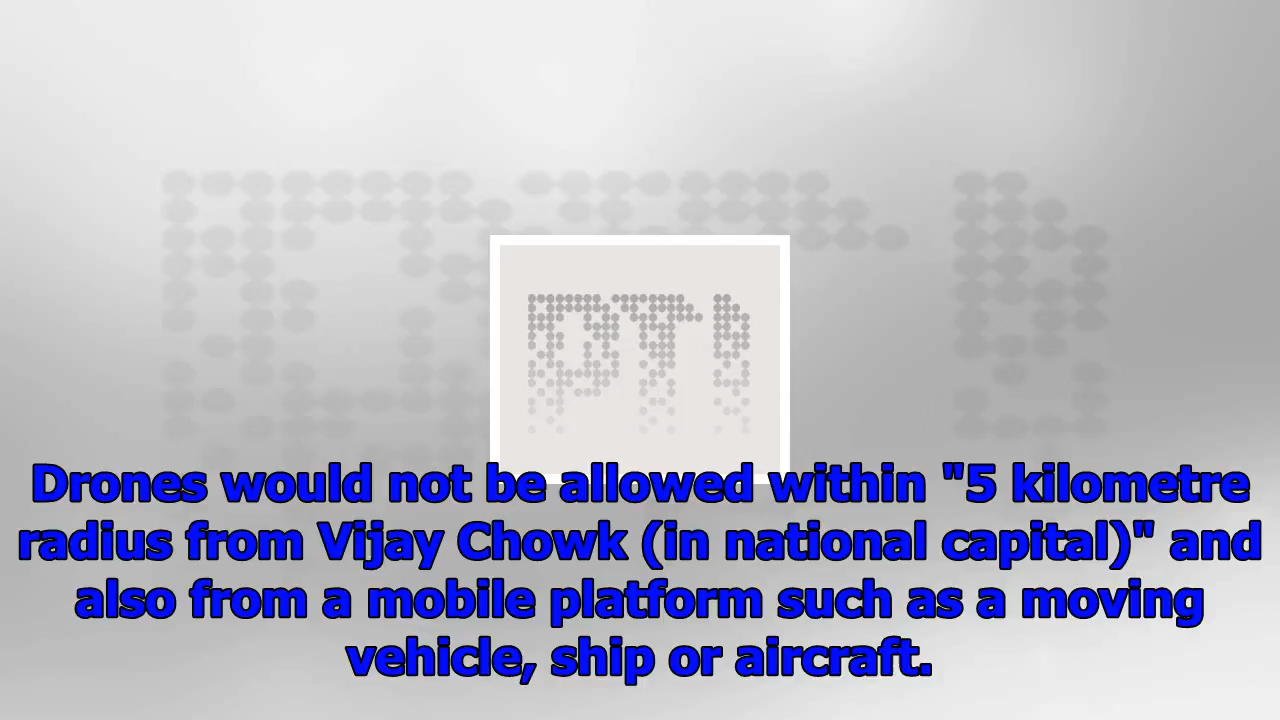 PTI
Drones would not be allowed within "5 kilometre
radius from Vijay Chowk (in national capital)" and
also from a mobile platform such as a moving
vehicle, ship or aircraft.